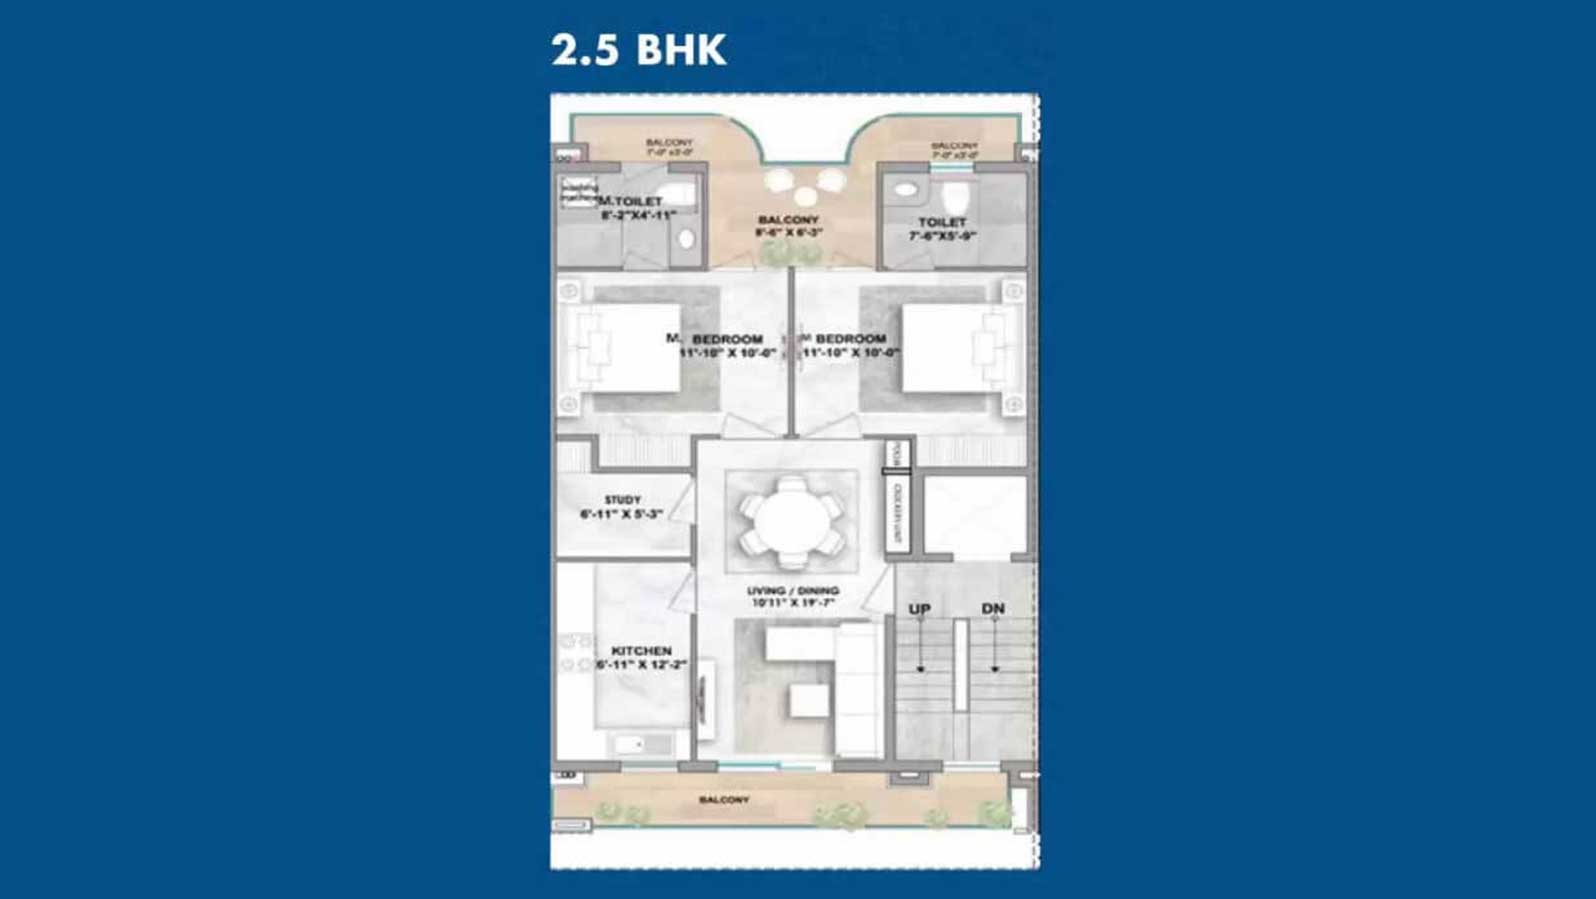 2.5 BHK
BALCONY
7'-0" x3'-0"
BALCONY
7'-0" x3'-0"
washing
machine
M.TOILET
8'-2"X4'-11"
BALCONY
8'-6" X 6'-3"
TOILET
7'-6"X5'-9"
M. BEDROOM
11'-10" X 10'-0"
M BEDROOM
11'-10" X 10'-0"
STUDY
6'-11" X 5'-3"
CROCKERY UNIT
LIVING / DINING
10'11" X 19'-7"
UP
DN
KITCHEN
6'-11" X 12'-2"
BALCONY